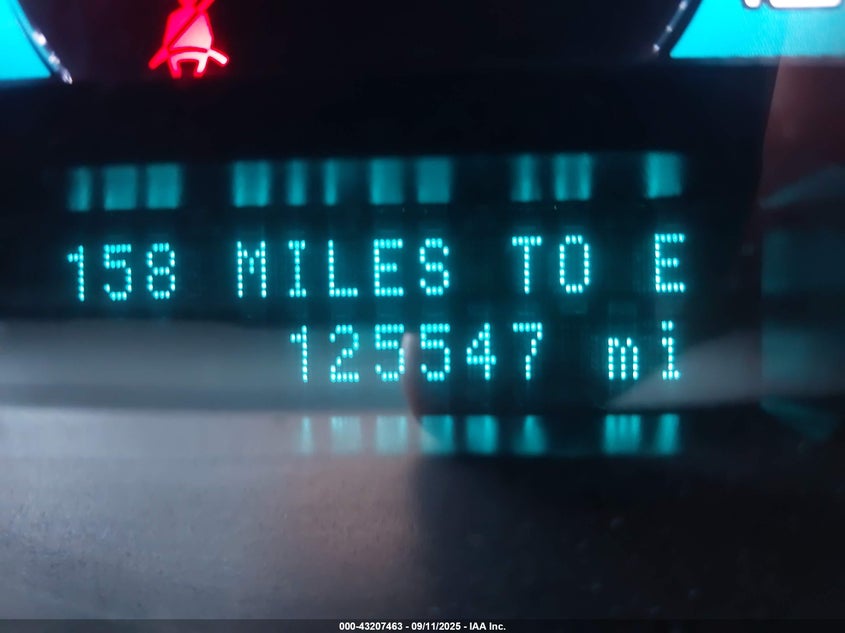 158 MILES TO E
125547 mi
000-43207463 - 09/11/2025 - IAA Inc.